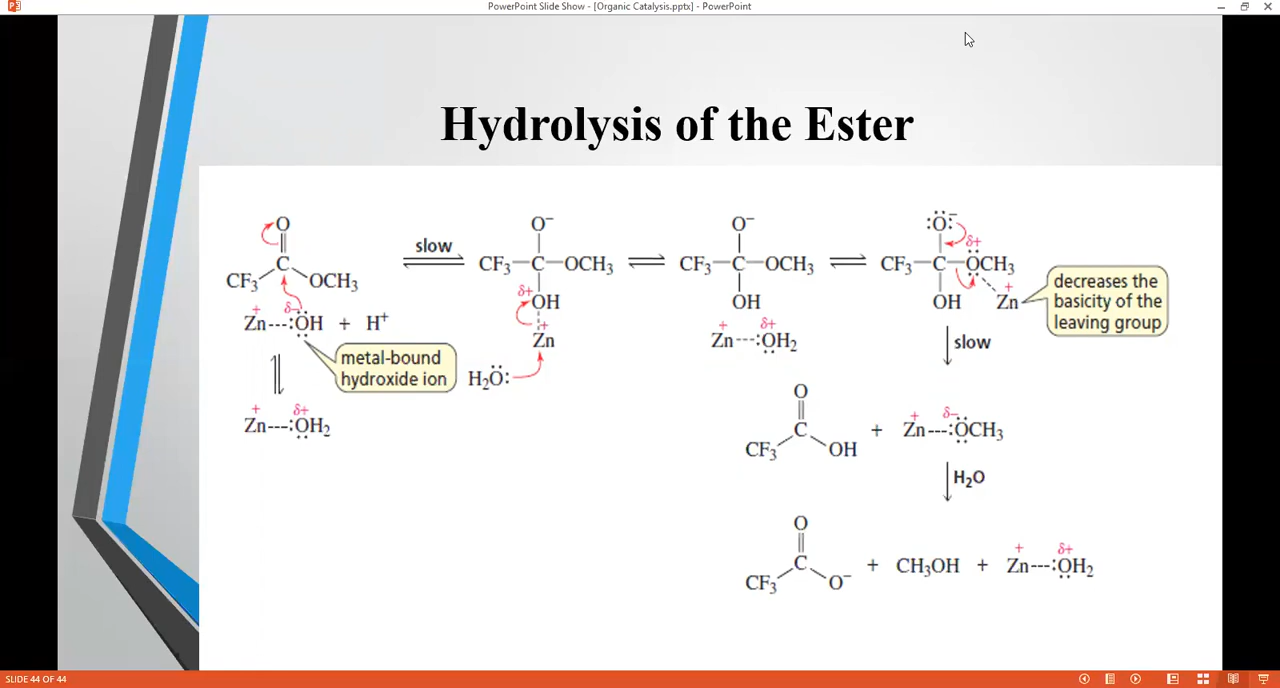 PowerPoint Slide Show - [Organic Catalysis.pptx] - PowerPoint
Hydrolysis of the Ester
O
C
CF₃
OCH₃
Zn
+
---:
δ−
OH
+ H⁺
metal-bound
hydroxide ion
Zn
+
---:
δ+
OH₂
slow
O⁻
CF₃—C—OCH₃
δ+
OH
+
Zn
H₂O:
O⁻
CF₃—C—OCH₃
OH
+
δ+
Zn---:OH₂
:O:⁻
δ+
CF₃—C—OCH₃
OH
+
Zn
decreases the
basicity of the
leaving group
slow
O
C
CF₃
OH
+
+
δ−
Zn---:OCH₃
H₂O
O
C
CF₃
O⁻
+ CH₃OH +
+
δ+
Zn---:OH₂
SLIDE 44 OF 44